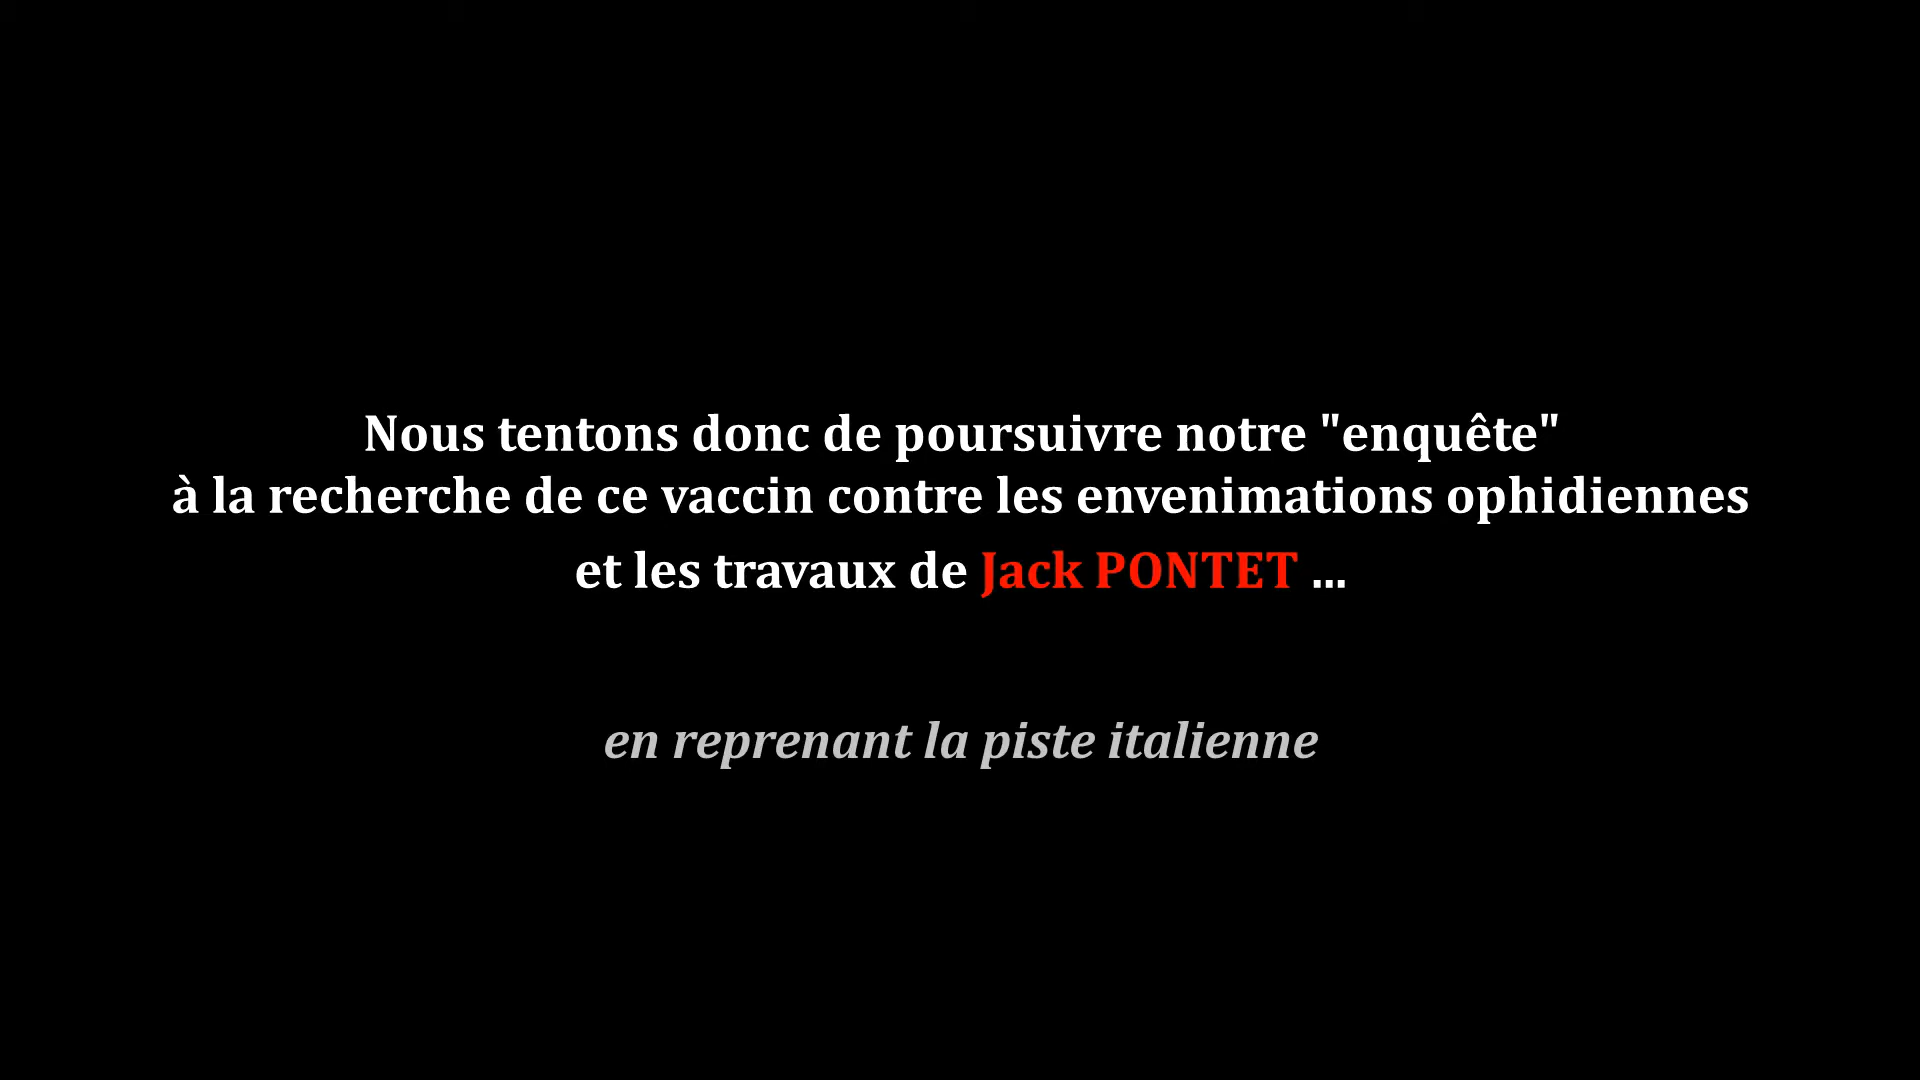 Nous tentons donc de poursuivre notre "enquête"
à la recherche de ce vaccin contre les envenimations ophidiennes
et les travaux de Jack PONTET ...
en reprenant la piste italienne